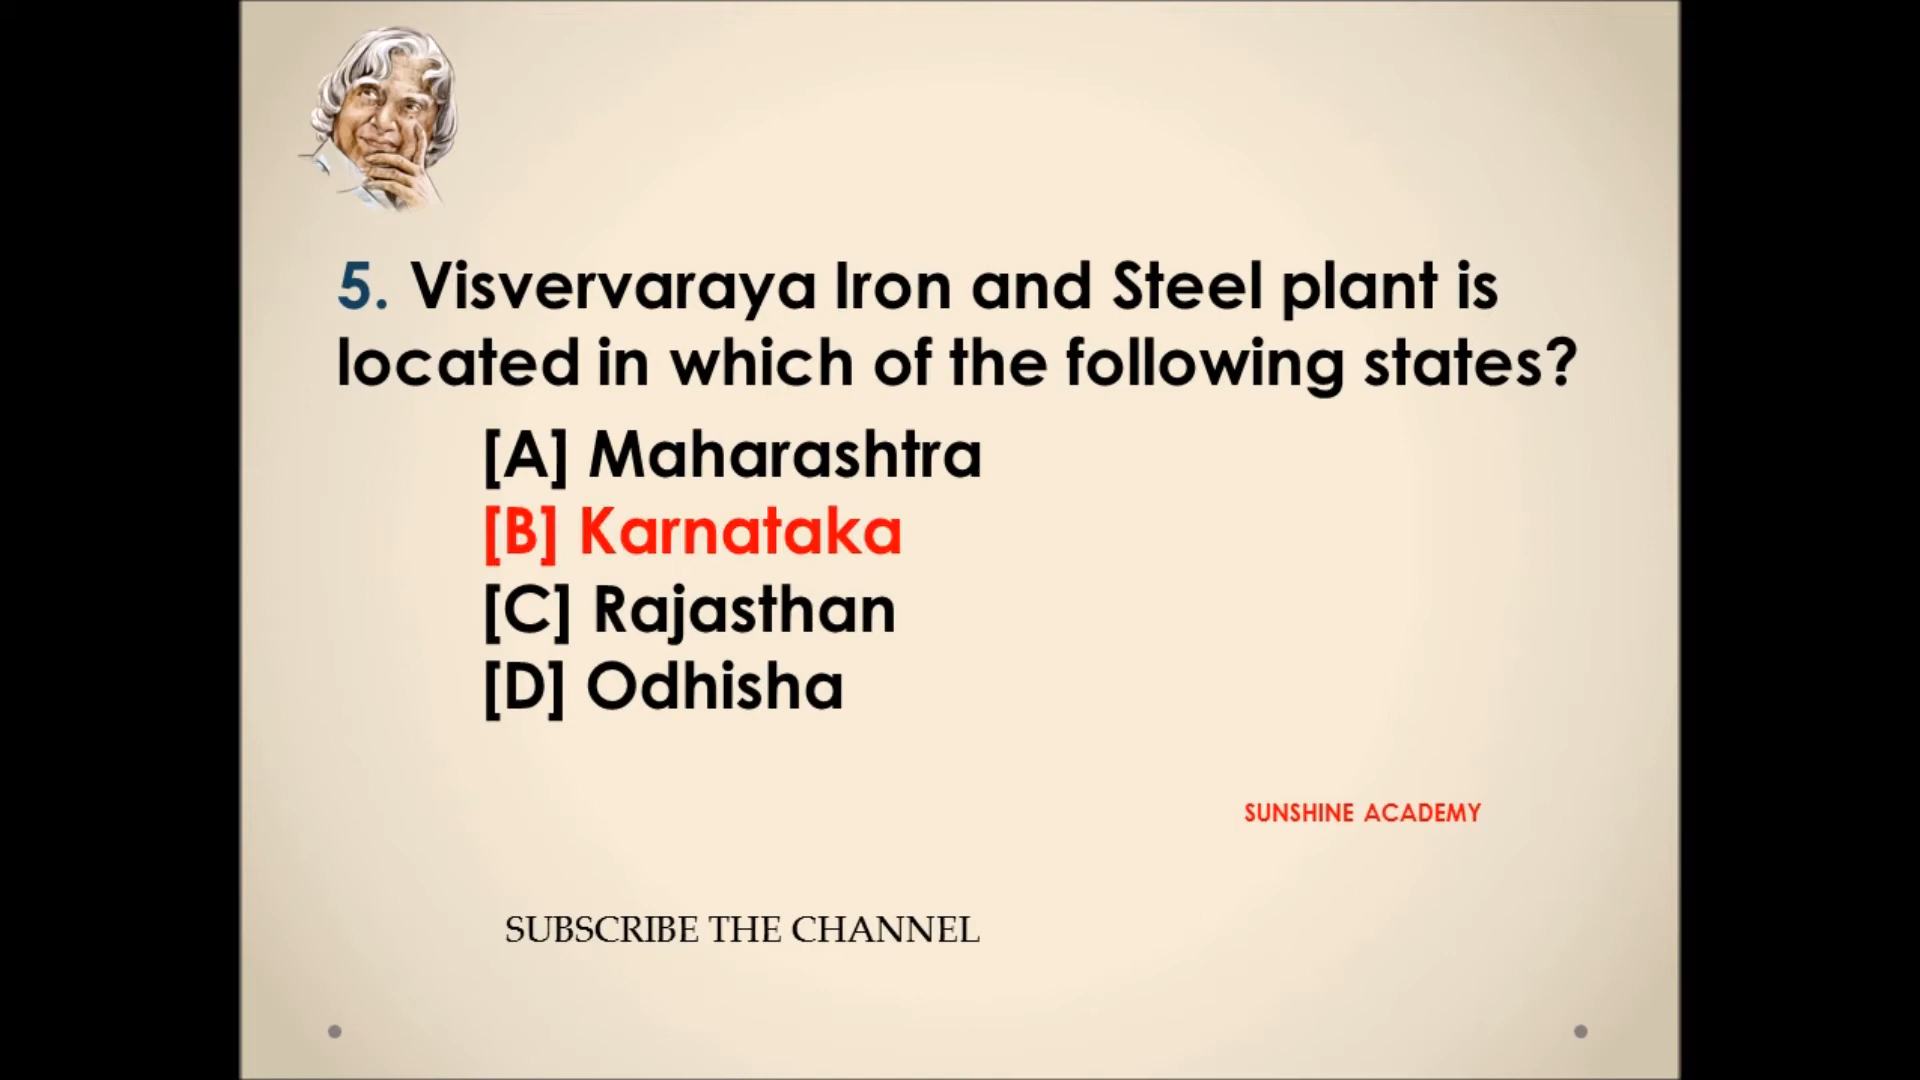 5. Visvervaraya Iron and Steel plant is
located in which of the following states?
[A] Maharashtra
[B] Karnataka
[C] Rajasthan
[D] Odhisha
SUNSHINE ACADEMY
SUBSCRIBE THE CHANNEL